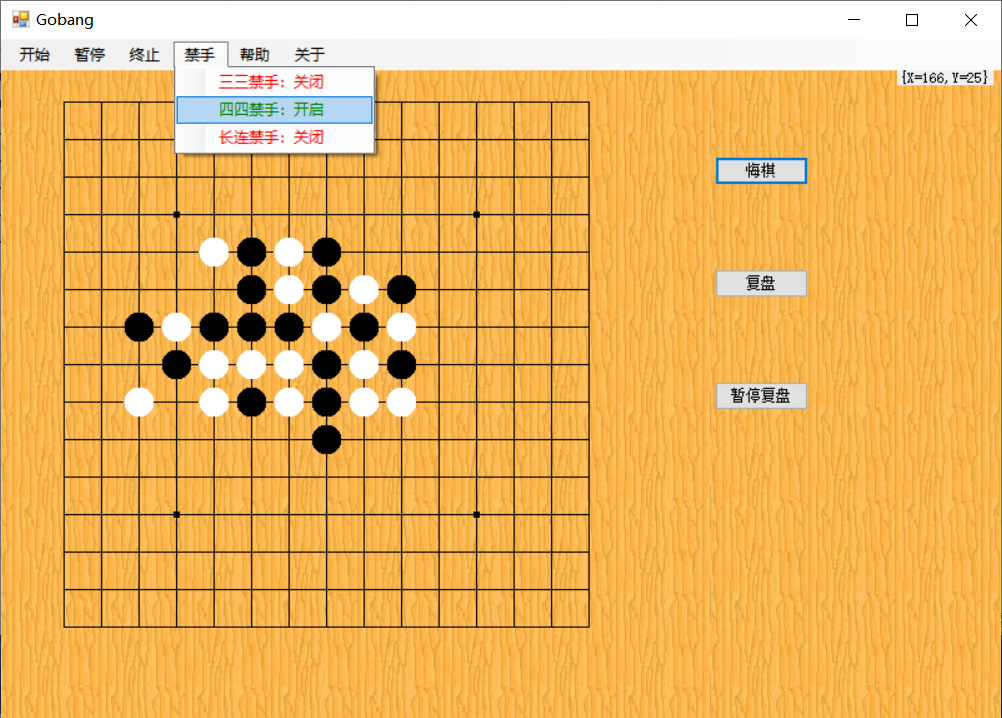 Gobang
开始 暂停 终止 禁手 帮助 关于
三三禁手：关闭
四四禁手：开启
长连禁手：关闭
{X=166,Y=25}
悔棋
复盘
暂停复盘